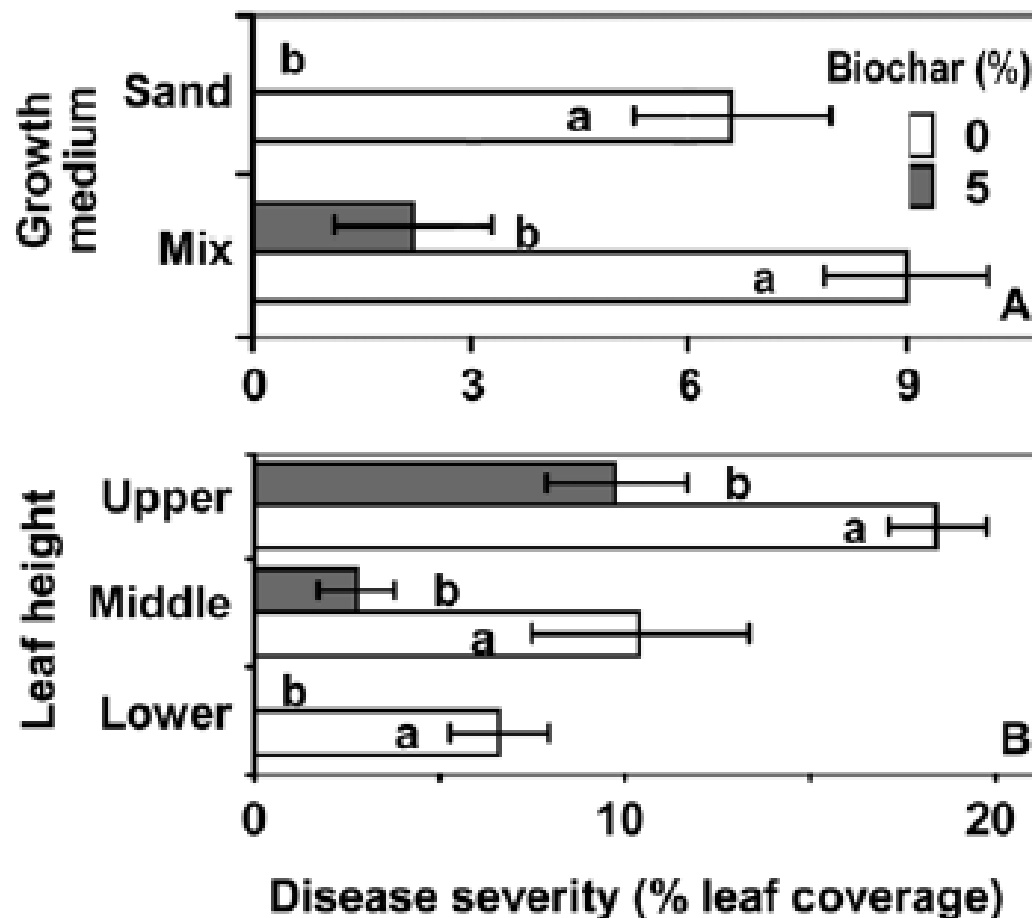 Growth
medium
Sand
b
a
Mix
b
a
Biochar (%)
0
5
A
0 3 6 9
Leaf height
Upper
b
a
Middle
b
a
Lower
b
a
B
0 10 20
Disease severity (% leaf coverage)